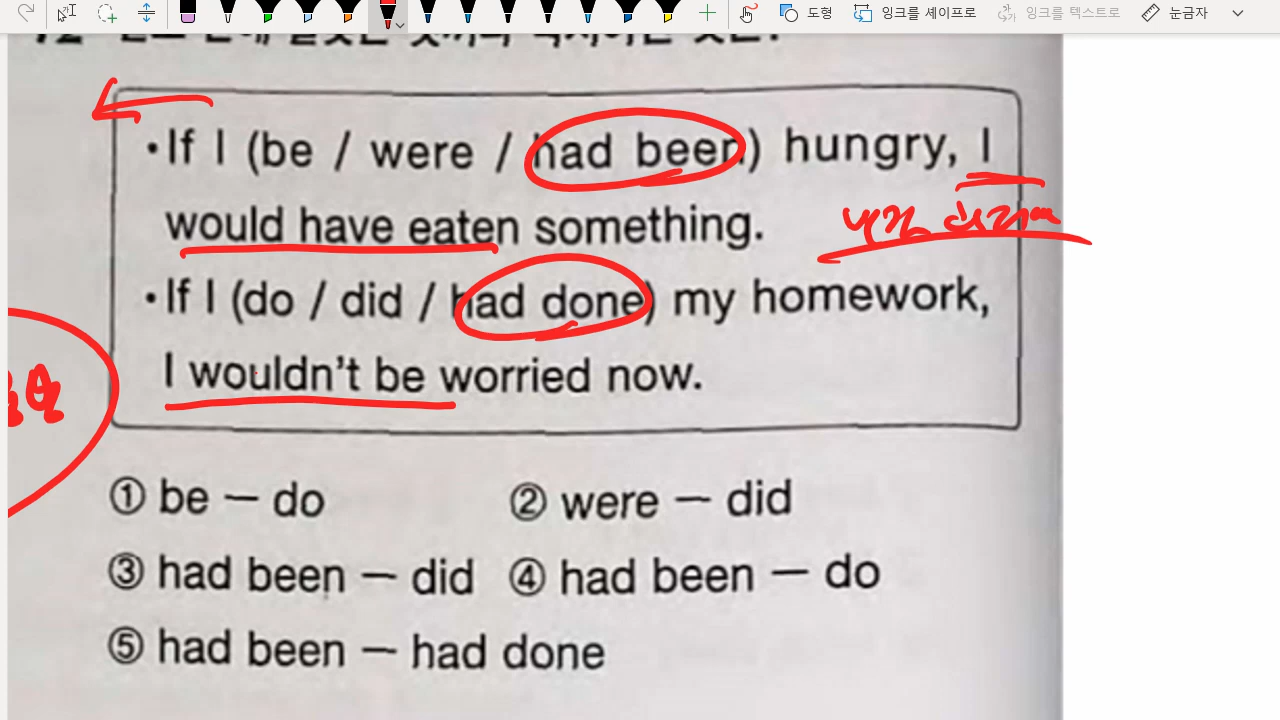 도형
잉크를 셰이프로
잉크를 텍스트로
눈금자
•If I (be / were / had been) hungry, I
would have eaten something.
•If I (do / did / had done) my homework,
I wouldn't be worried now.
① be – do
② were – did
③ had been – did
④ had been – do
⑤ had been – had done